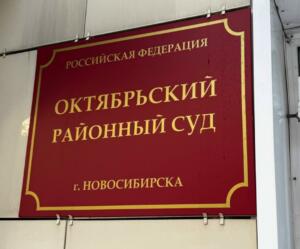 РОССИЙСКАЯ ФЕДЕРАЦИЯ
ОКТЯБРЬСКИЙ
РАЙОННЫЙ СУД
г. НОВОСИБИРСКА